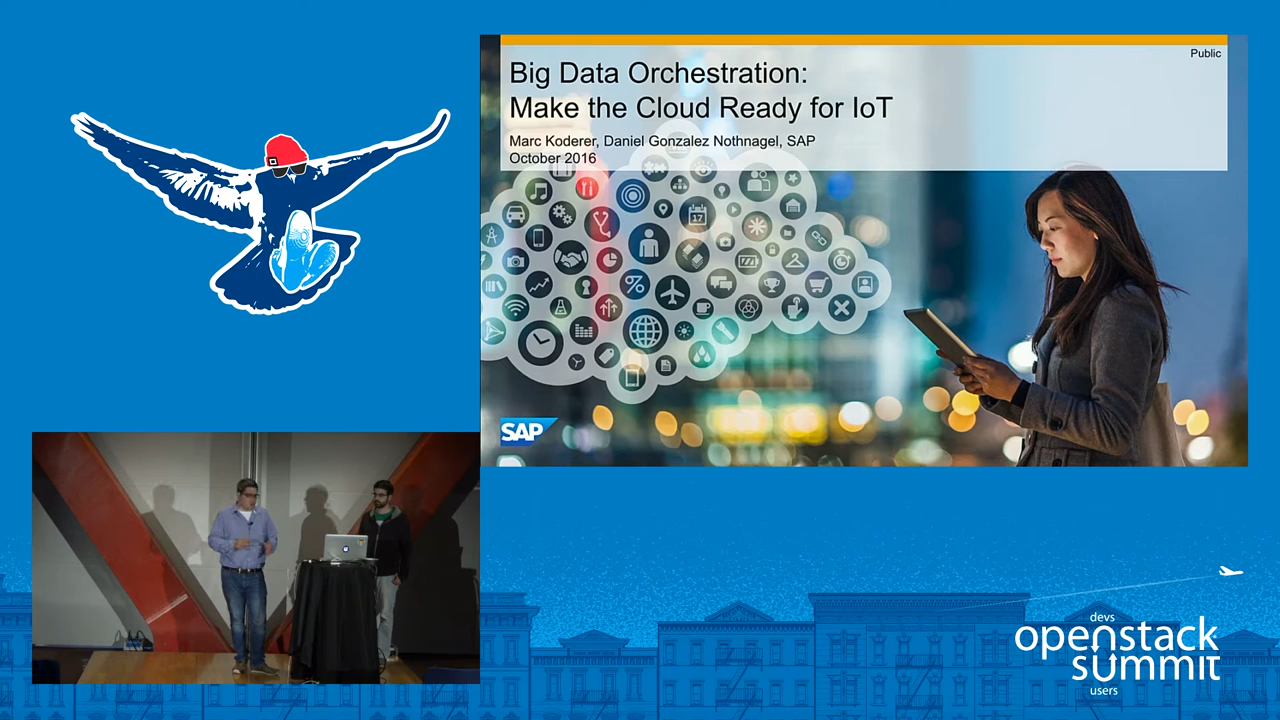 Public
Big Data Orchestration:
Make the Cloud Ready for IoT
Marc Koderer, Daniel Gonzalez Nothnagel, SAP
October 2016
17
SAP
devs
openstack
summit
users